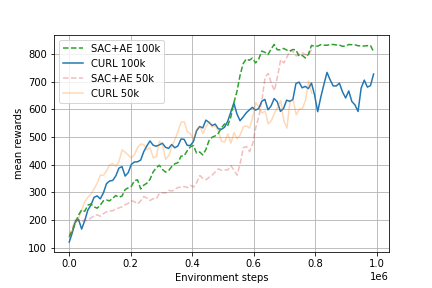 SAC+AE 100k
CURL 100k
SAC+AE 50k
CURL 50k
mean rewards
800
700
600
500
400
300
200
100
0.0 0.2 0.4 0.6 0.8 1.0
1e6
Environment steps